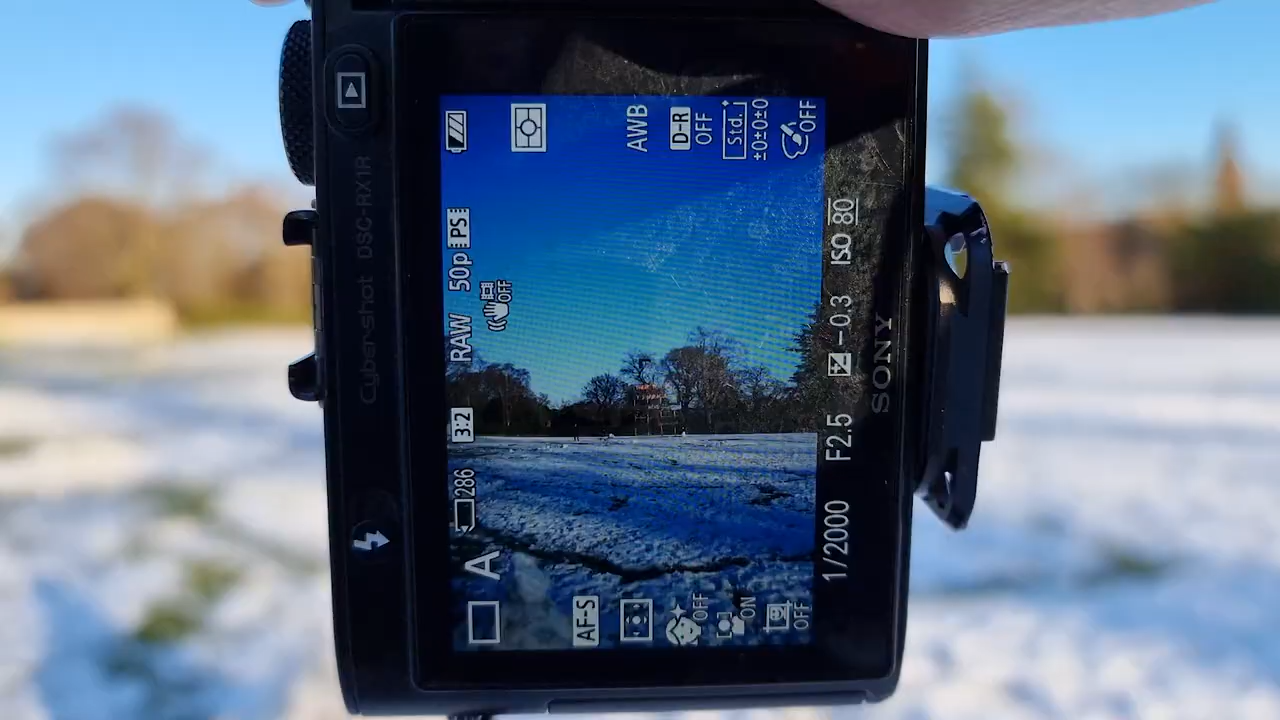 Cyber-shot DSC-RX1R
A
286
3:2
RAW
50p PS
OFF
AF-S
OFF
ON
OFF
AWB
D-R
OFF
Std.
±0±0±0
OFF
1/2000
F2.5
-0.3
ISO 80
SONY